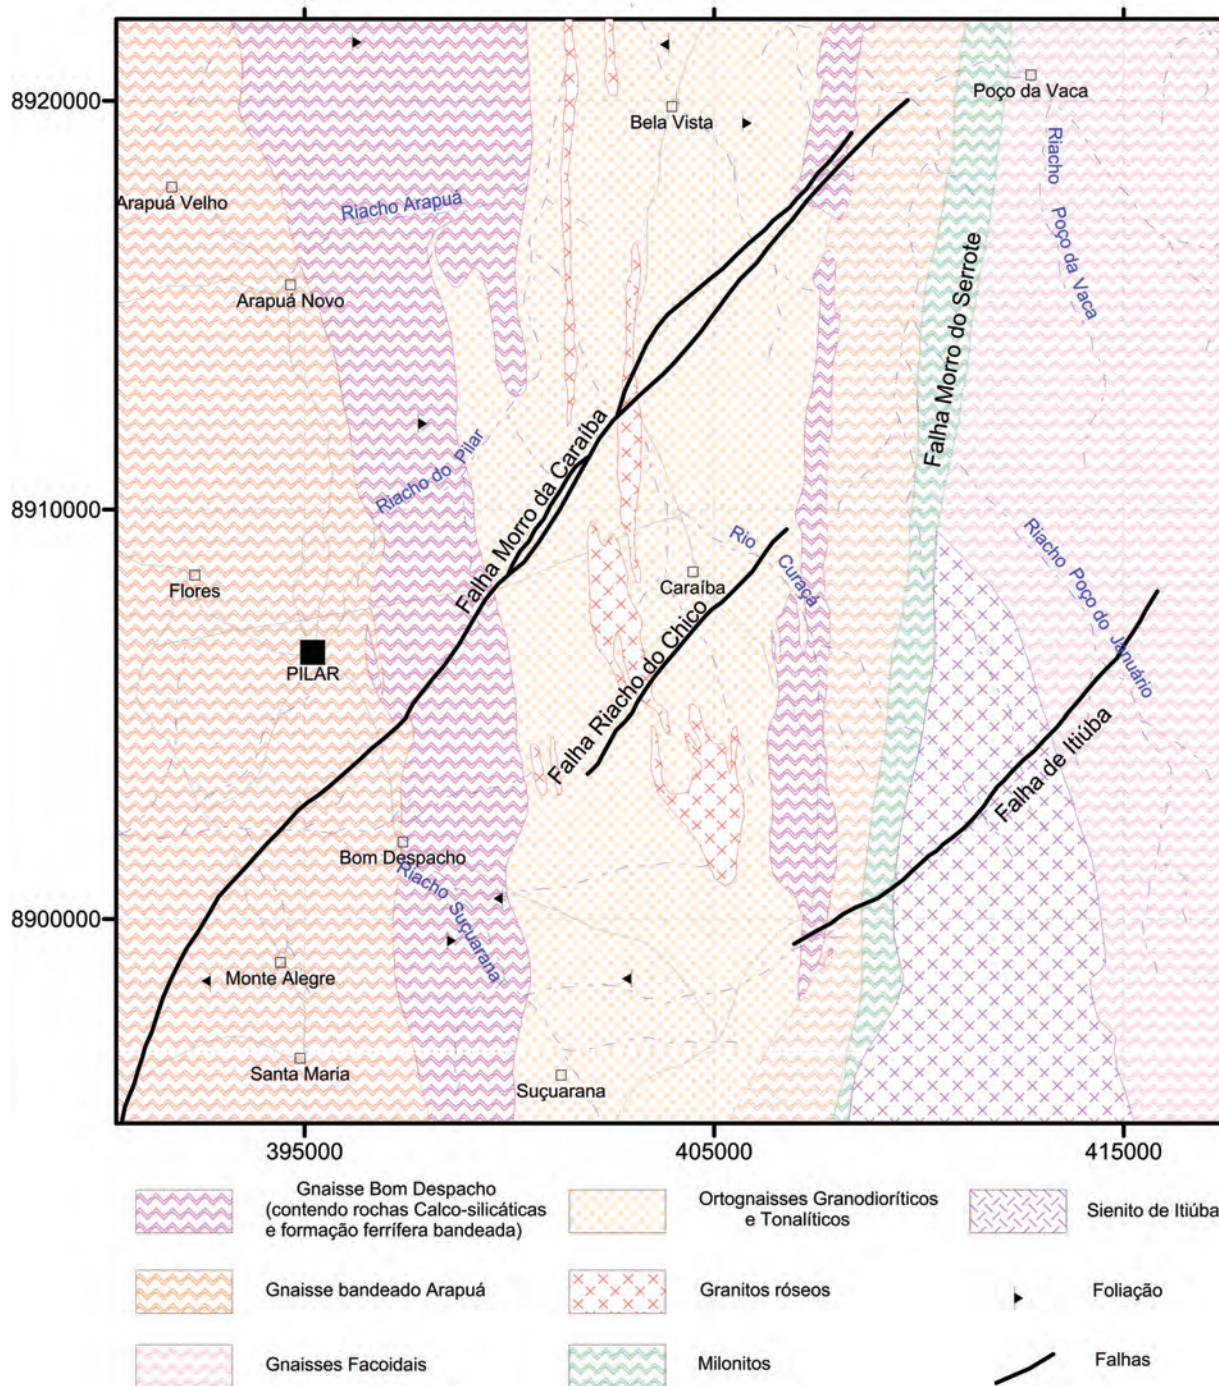 8920000
Poço da Vaca
Bela Vista
Riacho
Arapuá Velho
Riacho Arapuá
Poço da Vaca
Arapuá Novo
Falha Morro do Serrote
Riacho do Pilar
Falha Morro da Caraíba
8910000
Rio Curaçá
Riacho Poço do Januário
Flores
Caraíba
PILAR
Falha Riacho do Chico
Falha de Itiúba
Bom Despacho
Riacho Suçuarana
8900000
Monte Alegre
Santa Maria
Suçuarana
395000
405000
415000
Gnaisse Bom Despacho
(contendo rochas Calco-silicáticas
e formação ferrífera bandeada)
Ortognaisses Granodioríticos
e Tonalíticos
Sienito de Itiúba
Gnaisse bandeado Arapuá
Granitos róseos
Foliação
Gnaisses Facoidais
Milonitos
Falhas